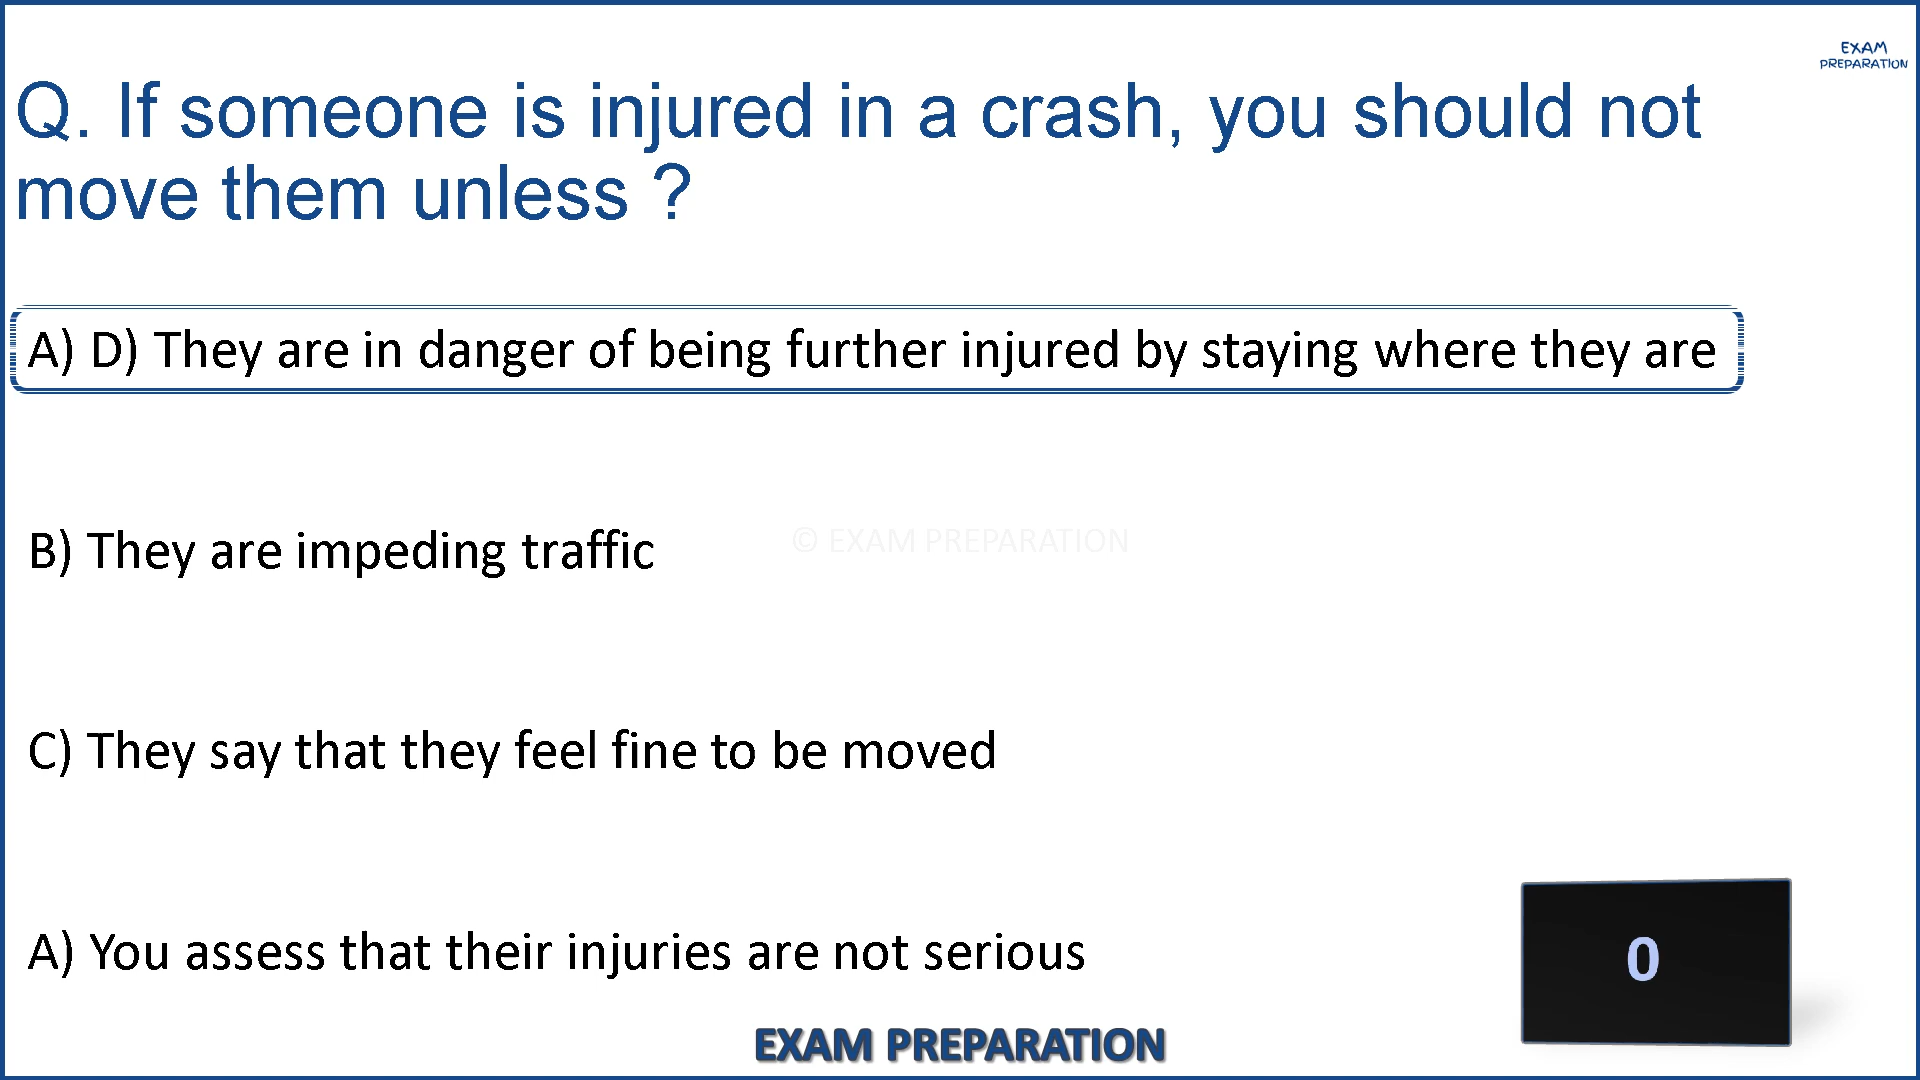 EXAM
PREPARATION
Q. If someone is injured in a crash, you should not
move them unless ?
A) D) They are in danger of being further injured by staying where they are
B) They are impeding traffic
© EXAM PREPARATION
C) They say that they feel fine to be moved
A) You assess that their injuries are not serious
0
EXAM PREPARATION